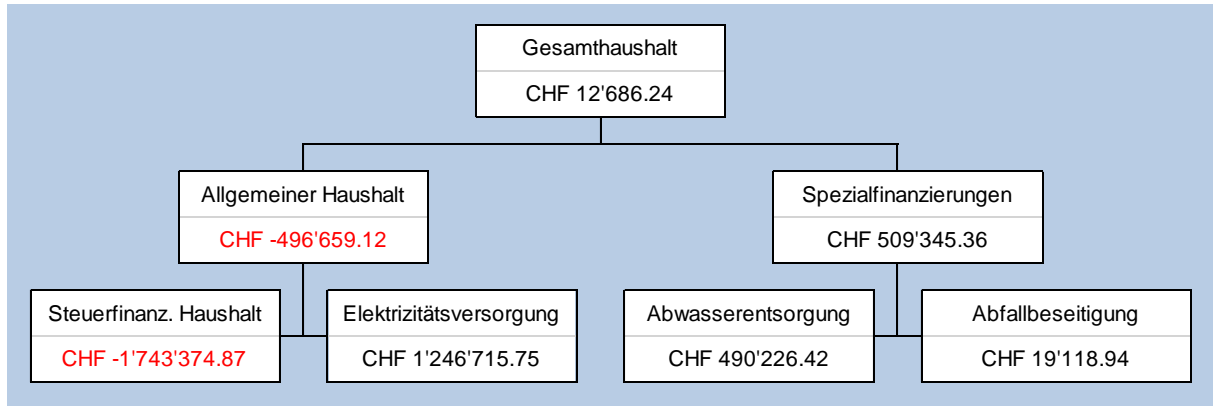 Gesamthaushalt
CHF 12'686.24
Allgemeiner Haushalt
CHF -496'659.12
Spezialfinanzierungen
CHF 509'345.36
Steuerfinanz. Haushalt
CHF -1'743'374.87
Elektrizitätsversorgung
CHF 1'246'715.75
Abwasserentsorgung
CHF 490'226.42
Abfallbeseitigung
CHF 19'118.94